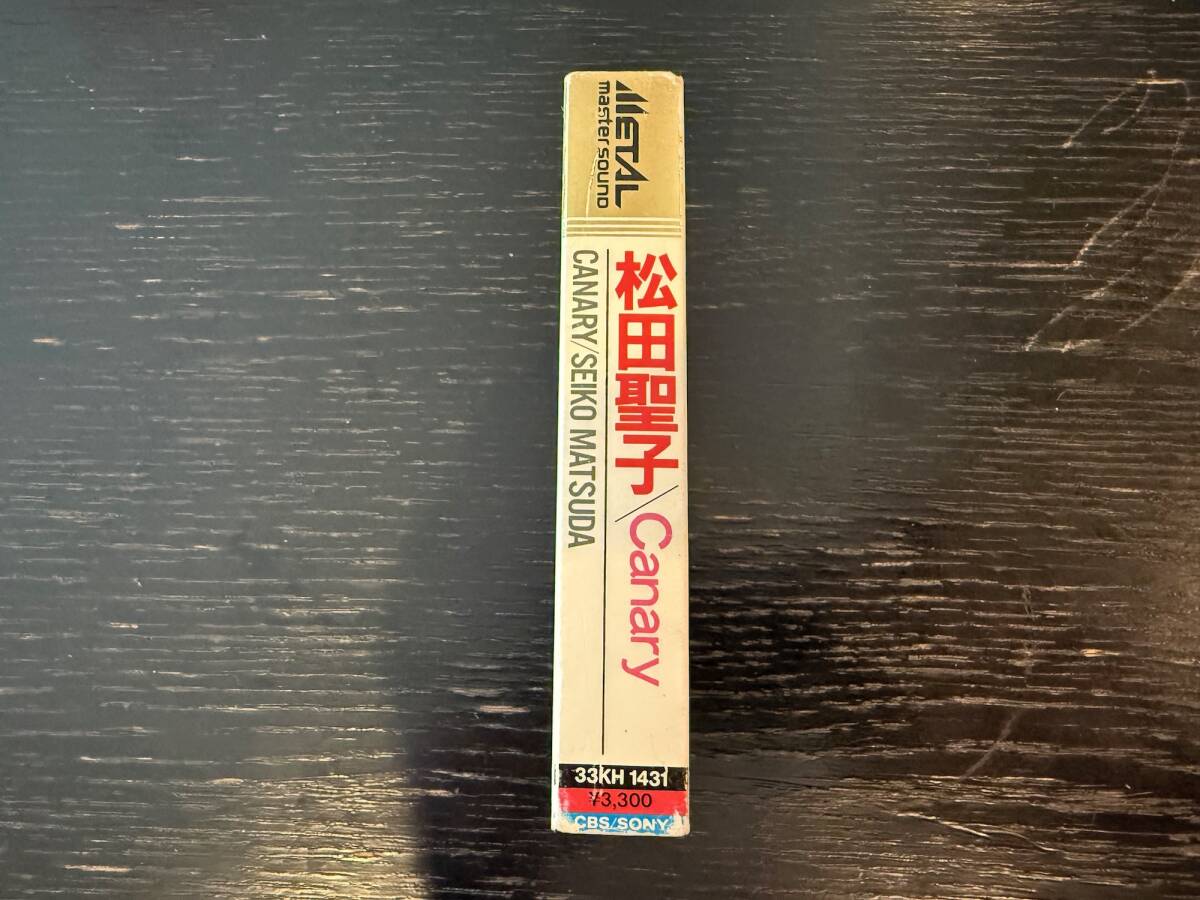 METAL
master sound
松田聖子/Canary
CANARY/SEIKO MATSUDA
33KH 1431
¥3,300
CBS/SONY